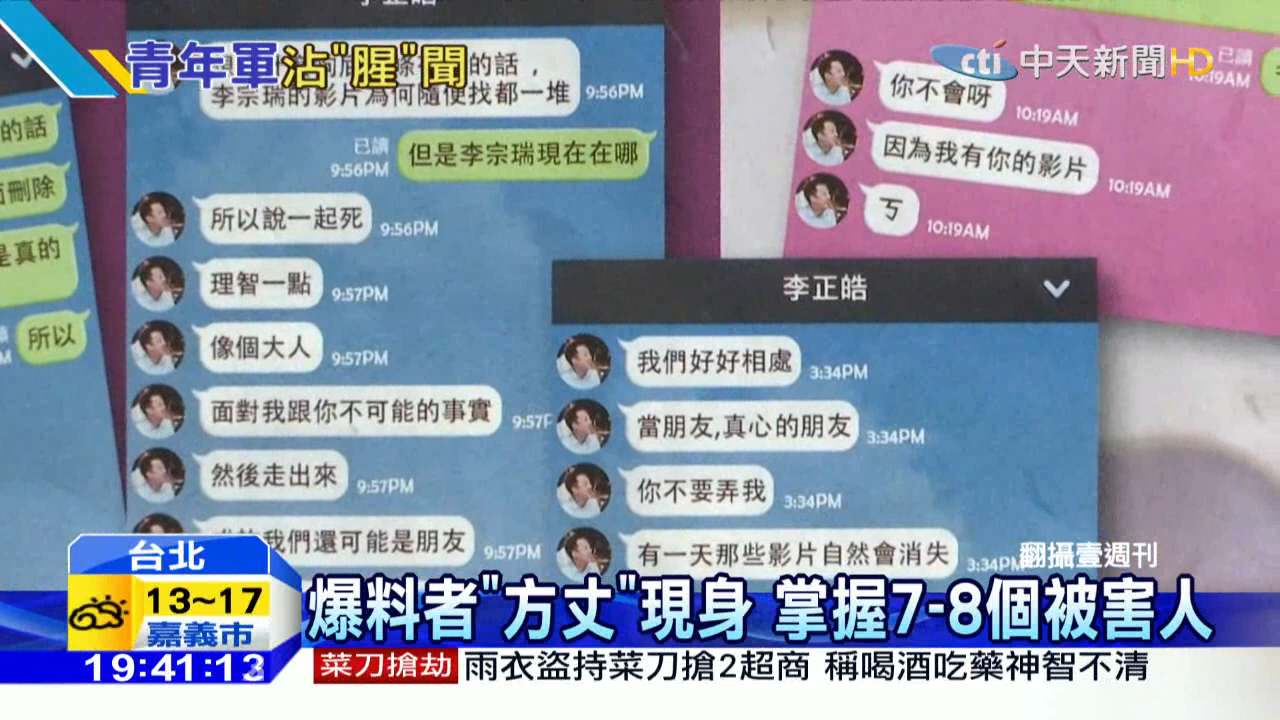 李正皓
青年軍沾"腥"聞
cti 中天新聞HD
的話，
李宗瑞的影片為何隨便找都一堆
9:56PM
已讀
9:56PM
但是李宗瑞現在在哪
所以說一起死
9:56PM
理智一點
9:57PM
像個大人
9:57PM
面對我跟你不可能的事實
9:57P
然後走出來
9:57PM
我們還可能是朋友
9:57PM
的話
刪除
是真的
所以
已讀
10:19AM
你不會呀
10:19AM
因為我有你的影片
10:19AM
ㄎ
10:19AM
李正皓
我們好好相處
3:34PM
當朋友,真心的朋友
3:34PM
你不要弄我
3:34PM
有一天那些影片自然會消失
3:34PM
翻攝壹週刊
台北
13~17
嘉義市
19:41:13
爆料者"方丈"現身 掌握7-8個被害人
菜刀搶劫 雨衣盜持菜刀搶2超商 稱喝酒吃藥神智不清